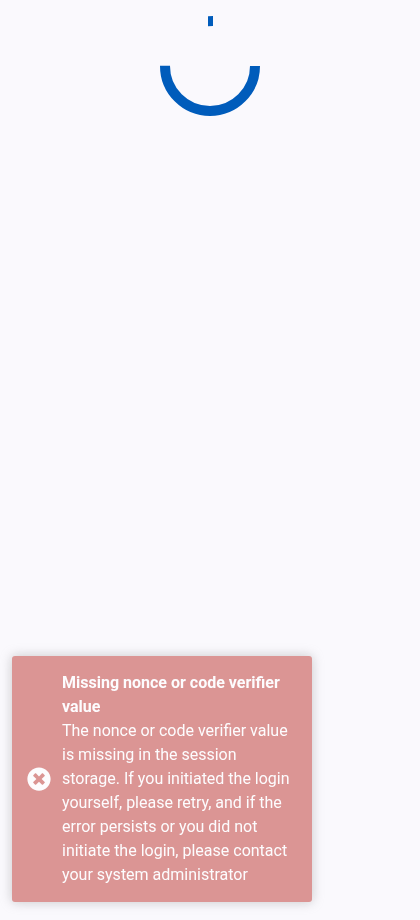 Missing nonce or code verifier
value
The nonce or code verifier value
is missing in the session
storage. If you initiated the login
yourself, please retry, and if the
error persists or you did not
initiate the login, please contact
your system administrator